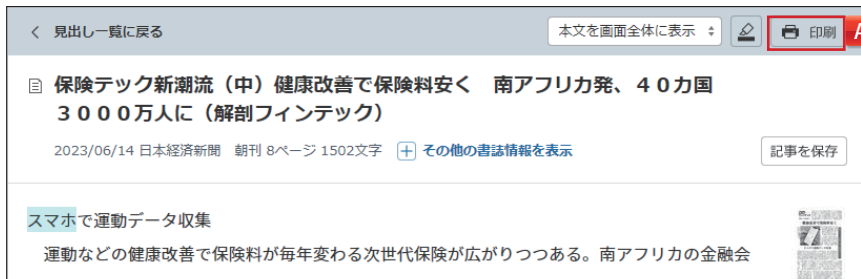 < 見出し一覧に戻る
本文を画面全体に表示
印刷
保険テック新潮流（中）健康改善で保険料安く　南アフリカ発、４０カ国
３０００万人に（解剖フィンテック）
2023/06/14 日本経済新聞　朝刊 8ページ 1502文字 + その他の書誌情報を表示
記事を保存
スマホで運動データ収集
運動などの健康改善で保険料が毎年変わる次世代保険が広がりつつある。南アフリカの金融会